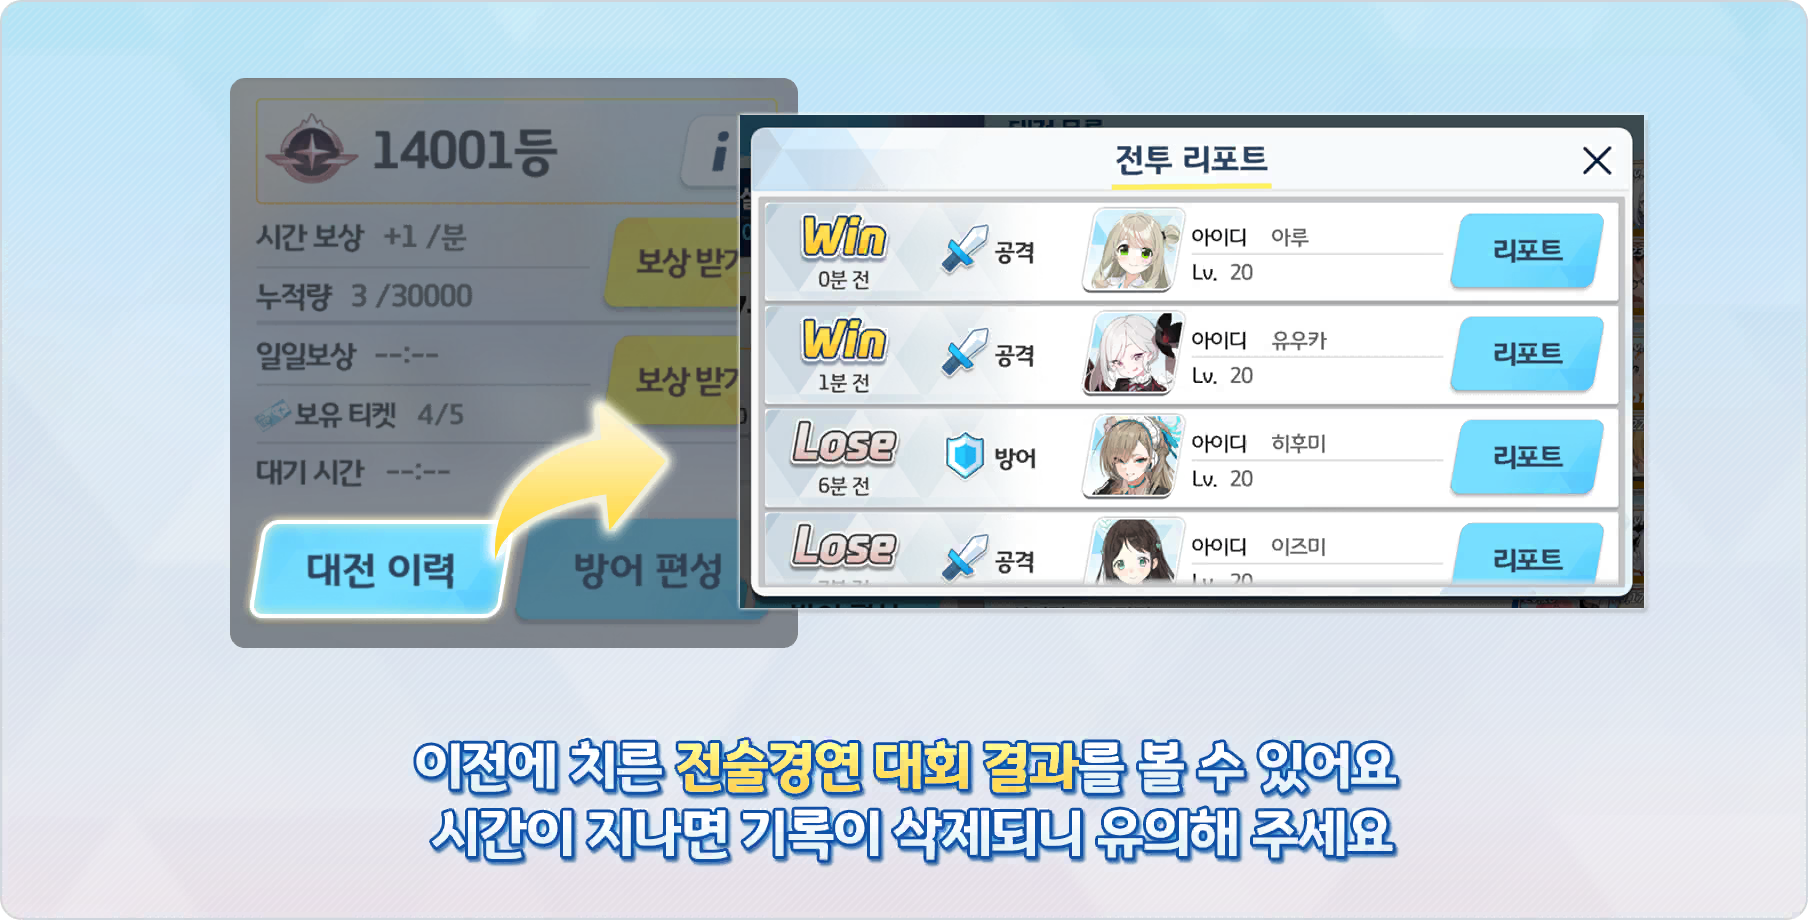 14001등
i
시간 보상 +1 /분
보상 받기
누적량 3 /30000
일일보상 --:--
보상 받기
보유 티켓 4/5
대기 시간 --:--
대전 이력
방어 편성
전투 리포트
Win
0분 전
공격
아이디 아루
Lv. 20
리포트
Win
1분 전
공격
아이디 유우카
Lv. 20
리포트
Lose
6분 전
방어
아이디 히후미
Lv. 20
리포트
Lose
공격
아이디 이즈미
Lv. 20
리포트
이전에 치른 전술경연 대회 결과를 볼 수 있어요
시간이 지나면 기록이 삭제되니 유의해 주세요